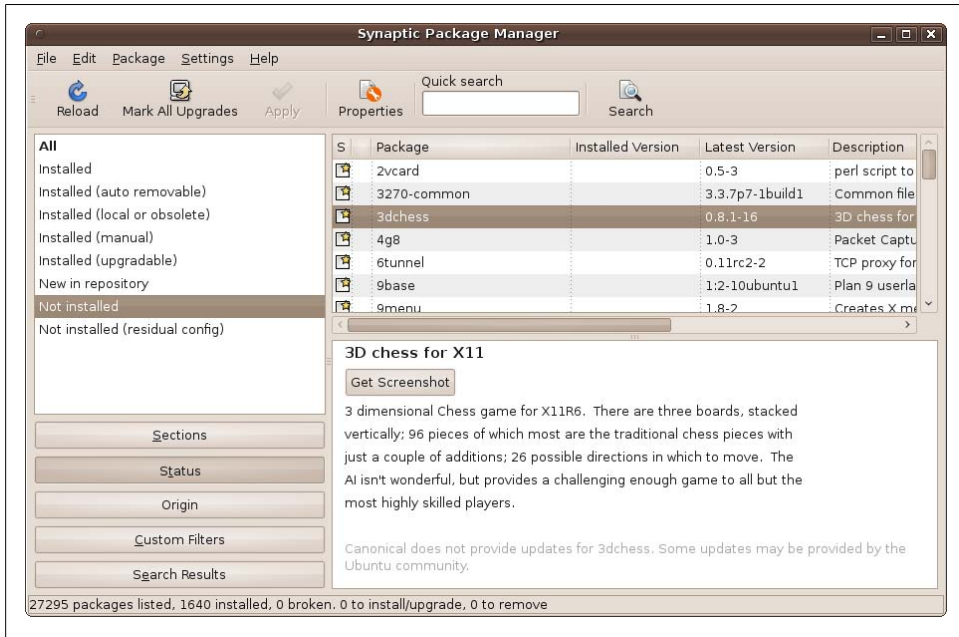 Synaptic Package Manager
File Edit Package Settings Help
Reload Mark All Upgrades Apply Properties Quick search Search
All
Installed
Installed (auto removable)
Installed (local or obsolete)
Installed (manual)
Installed (upgradable)
New in repository
Not installed
Not installed (residual config)
Sections
Status
Origin
Custom Filters
Search Results
S Package Installed Version Latest Version Description
2vcard 0.5-3 perl script to
3270-common 3.3.7p7-1build1 Common file
3dchess 0.8.1-16 3D chess for
4g8 1.0-3 Packet Captu
6tunnel 0.11rc2-2 TCP proxy for
9base 1:2-10ubuntu1 Plan 9 userla
9menu 1.8-2 Creates X me
3D chess for X11
Get Screenshot
3 dimensional Chess game for X11R6. There are three boards, stacked
vertically; 96 pieces of which most are the traditional chess pieces with
just a couple of additions; 26 possible directions in which to move. The
AI isn't wonderful, but provides a challenging enough game to all but the
most highly skilled players.
Canonical does not provide updates for 3dchess. Some updates may be provided by the
Ubuntu community.
27295 packages listed, 1640 installed, 0 broken. 0 to install/upgrade, 0 to remove